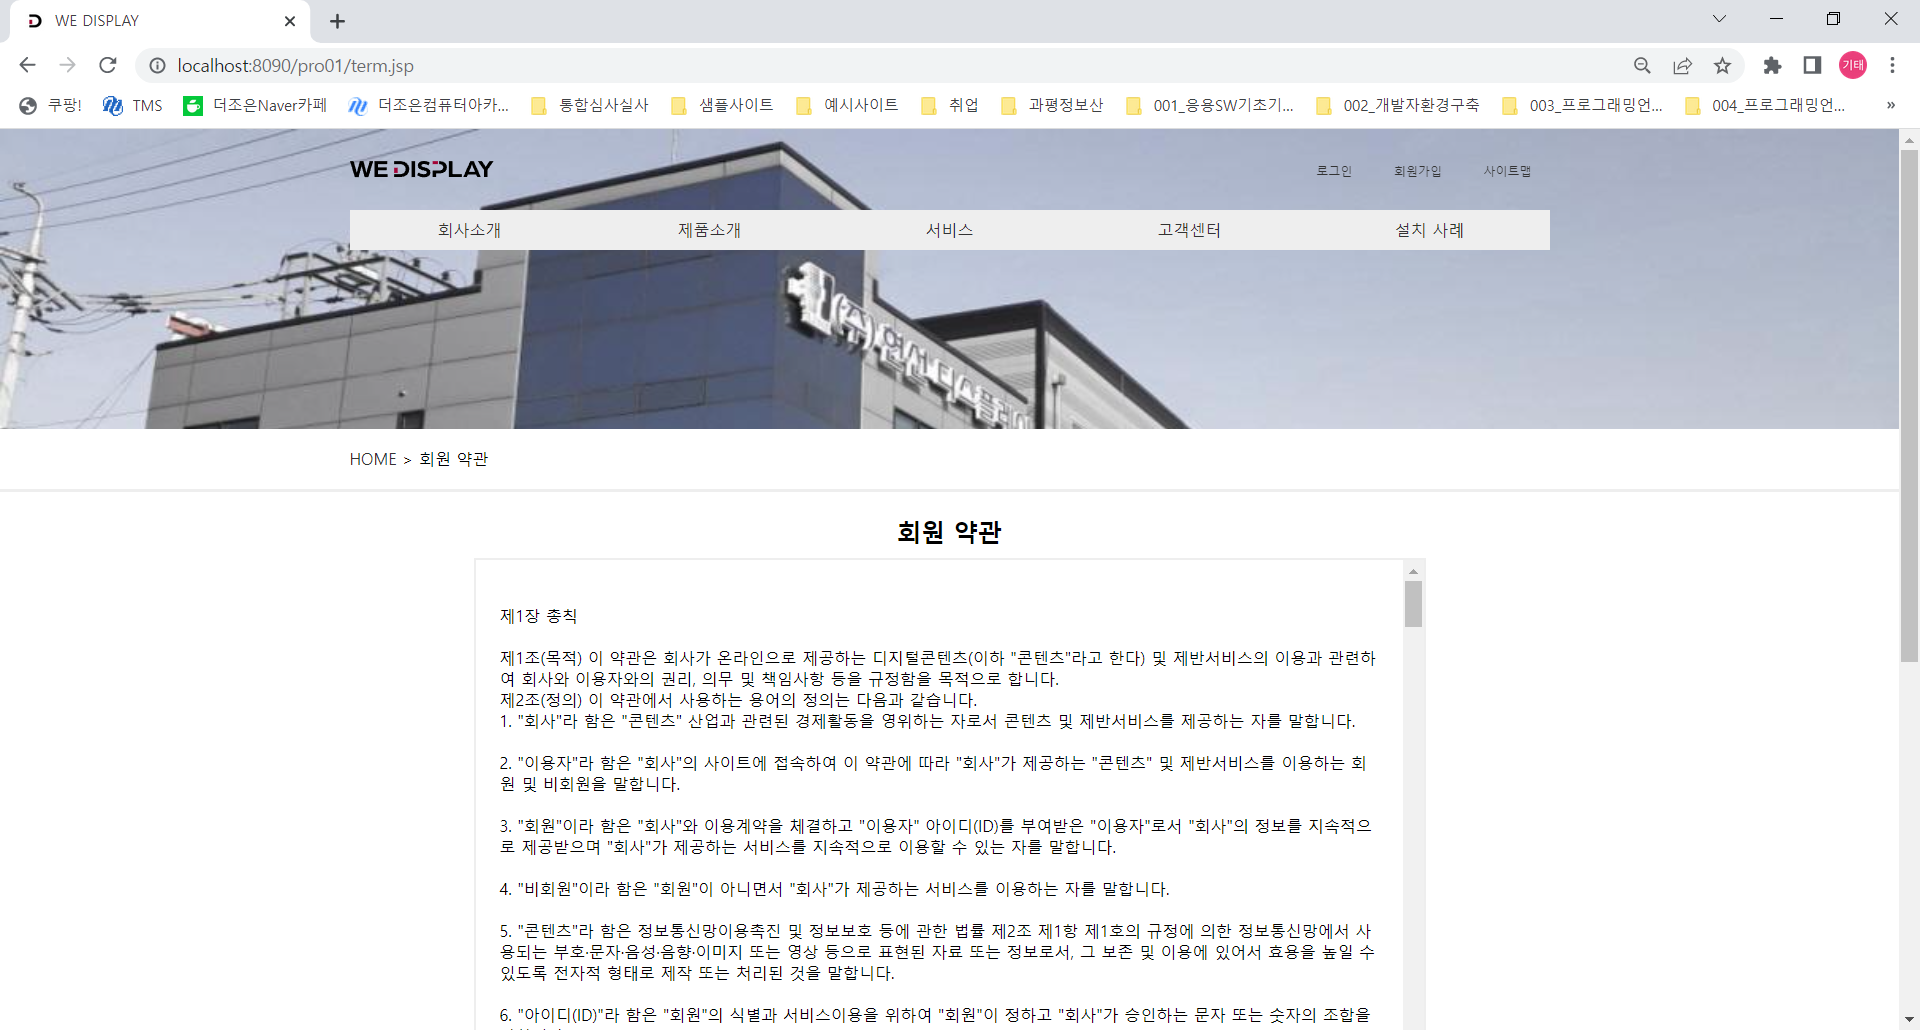 WE DISPLAY
localhost:8090/pro01/term.jsp
기태
쿠팡!
TMS
더조은Naver카페
더조은컴퓨터아카...
통합심사실사
샘플사이트
예시사이트
취업
과평정보산
001_응용SW기초기...
002_개발자환경구축
003_프로그래밍언...
004_프로그래밍언...
»
WE DISPLAY
로그인
회원가입
사이트맵
회사소개
제품소개
서비스
고객센터
설치 사례
(주)연선디스플레이
HOME > 회원 약관
회원 약관
제1장 총칙
제1조(목적) 이 약관은 회사가 온라인으로 제공하는 디지털콘텐츠(이하 "콘텐츠"라고 한다) 및 제반서비스의 이용과 관련하
여 회사와 이용자와의 권리, 의무 및 책임사항 등을 규정함을 목적으로 합니다.
제2조(정의) 이 약관에서 사용하는 용어의 정의는 다음과 같습니다.
1. "회사"라 함은 "콘텐츠" 산업과 관련된 경제활동을 영위하는 자로서 콘텐츠 및 제반서비스를 제공하는 자를 말합니다.
2. "이용자"라 함은 "회사"의 사이트에 접속하여 이 약관에 따라 "회사"가 제공하는 "콘텐츠" 및 제반서비스를 이용하는 회
원 및 비회원을 말합니다.
3. "회원"이라 함은 "회사"와 이용계약을 체결하고 "이용자" 아이디(ID)를 부여받은 "이용자"로서 "회사"의 정보를 지속적으
로 제공받으며 "회사"가 제공하는 서비스를 지속적으로 이용할 수 있는 자를 말합니다.
4. "비회원"이라 함은 "회원"이 아니면서 "회사"가 제공하는 서비스를 이용하는 자를 말합니다.
5. "콘텐츠"라 함은 정보통신망이용촉진 및 정보보호 등에 관한 법률 제2조 제1항 제1호의 규정에 의한 정보통신망에서 사
용되는 부호·문자·음성·음향·이미지 또는 영상 등으로 표현된 자료 또는 정보로서, 그 보존 및 이용에 있어서 효용을 높일 수
있도록 전자적 형태로 제작 또는 처리된 것을 말합니다.
6. "아이디(ID)"라 함은 "회원"의 식별과 서비스이용을 위하여 "회원"이 정하고 "회사"가 승인하는 문자 또는 숫자의 조합을